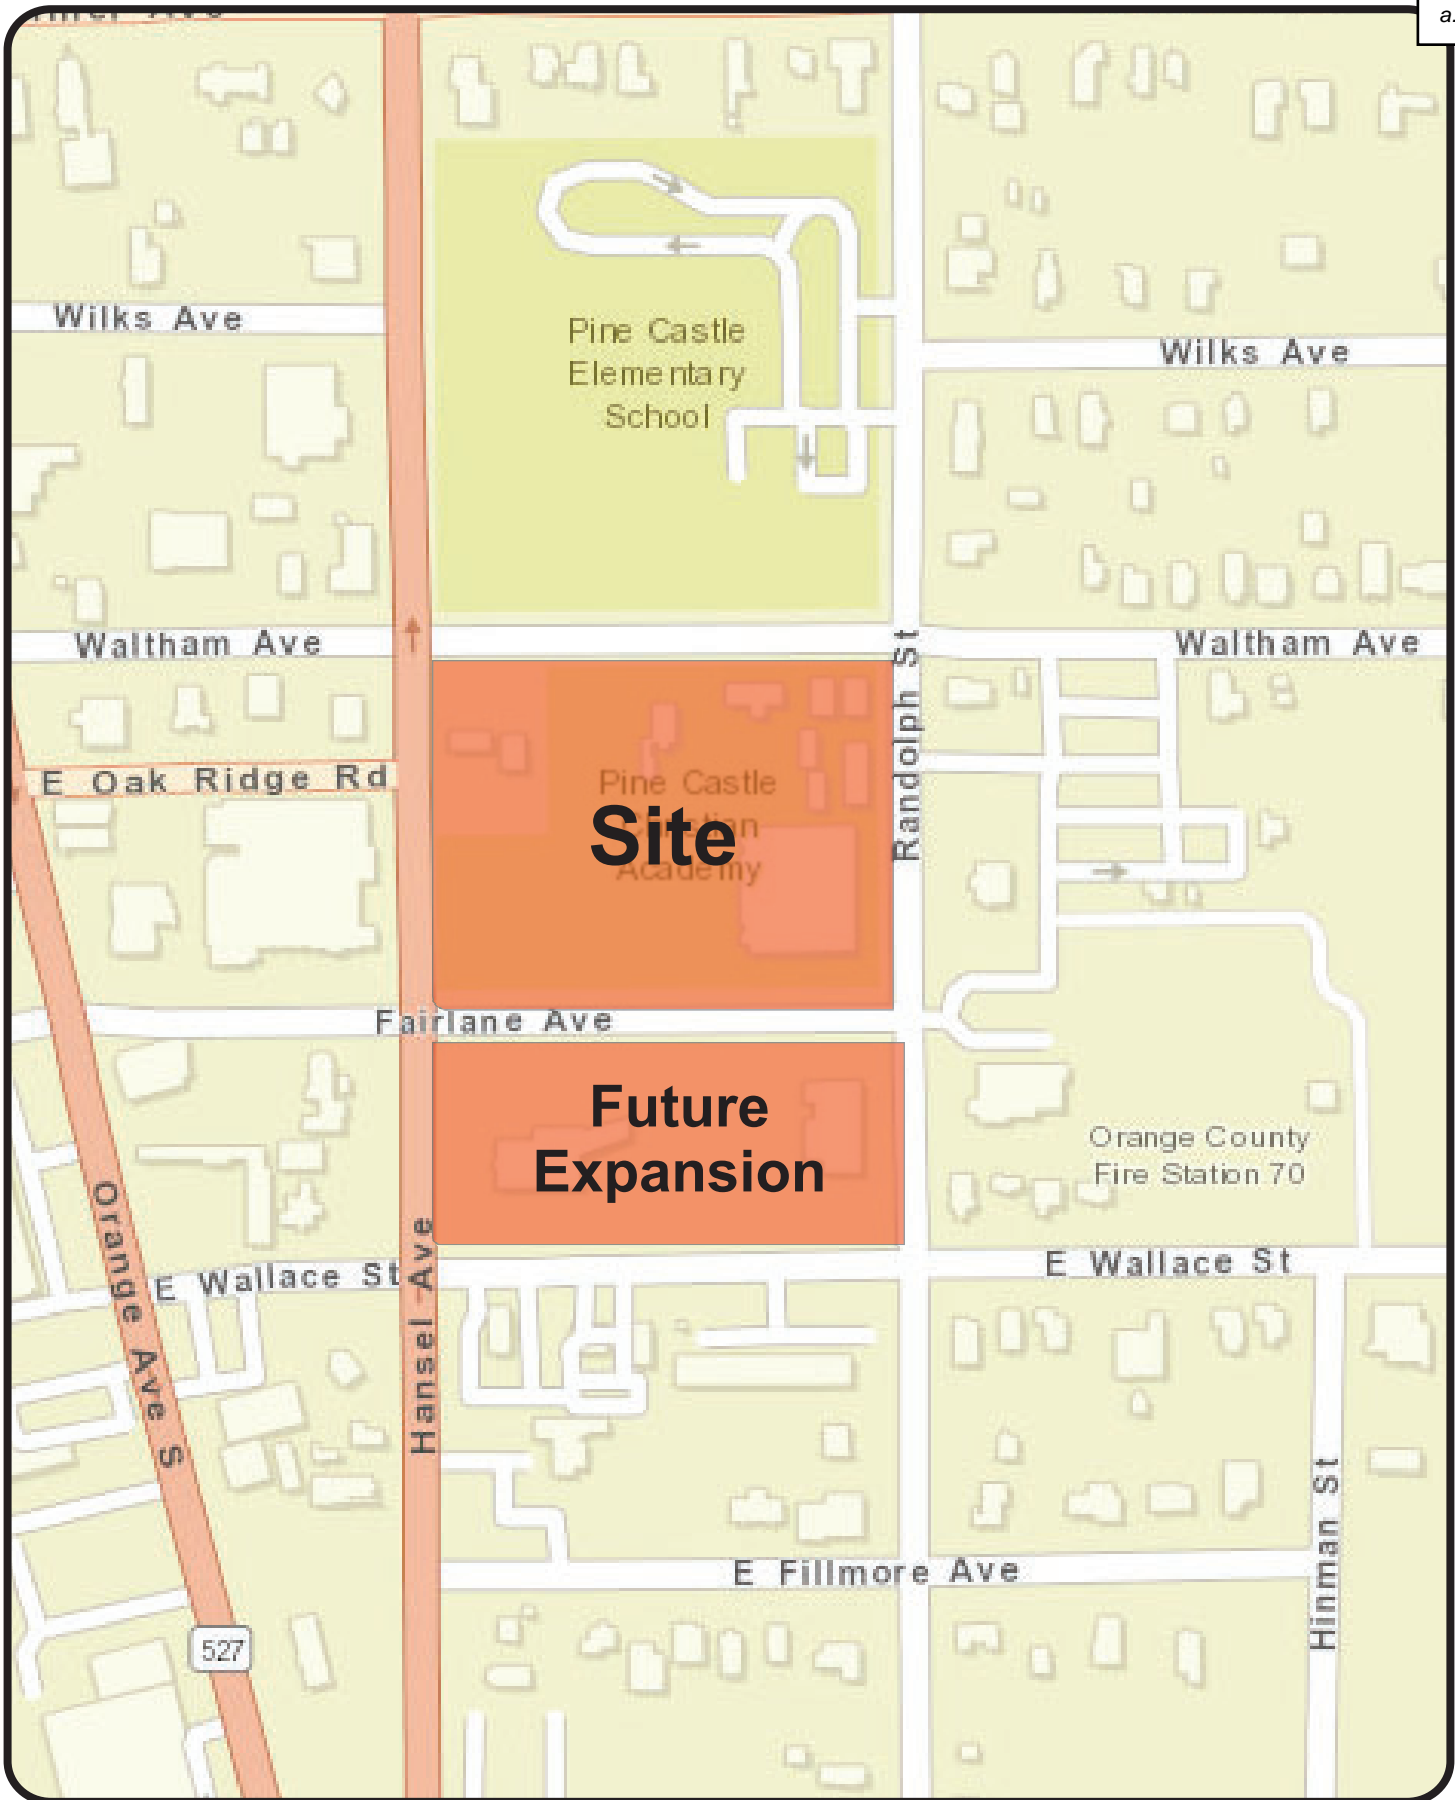 Wilks Ave
Pine Castle
Elementary
School
Wilks Ave
Waltham Ave
Waltham Ave
Randolph St
E Oak Ridge Rd
Pine Castle
Christian
Academy
Site
Fairlane Ave
Future
Expansion
Orange County
Fire Station 70
Orange Ave S
Hansel Ave
E Wallace St
E Wallace St
Hinman St
E Fillmore Ave
527